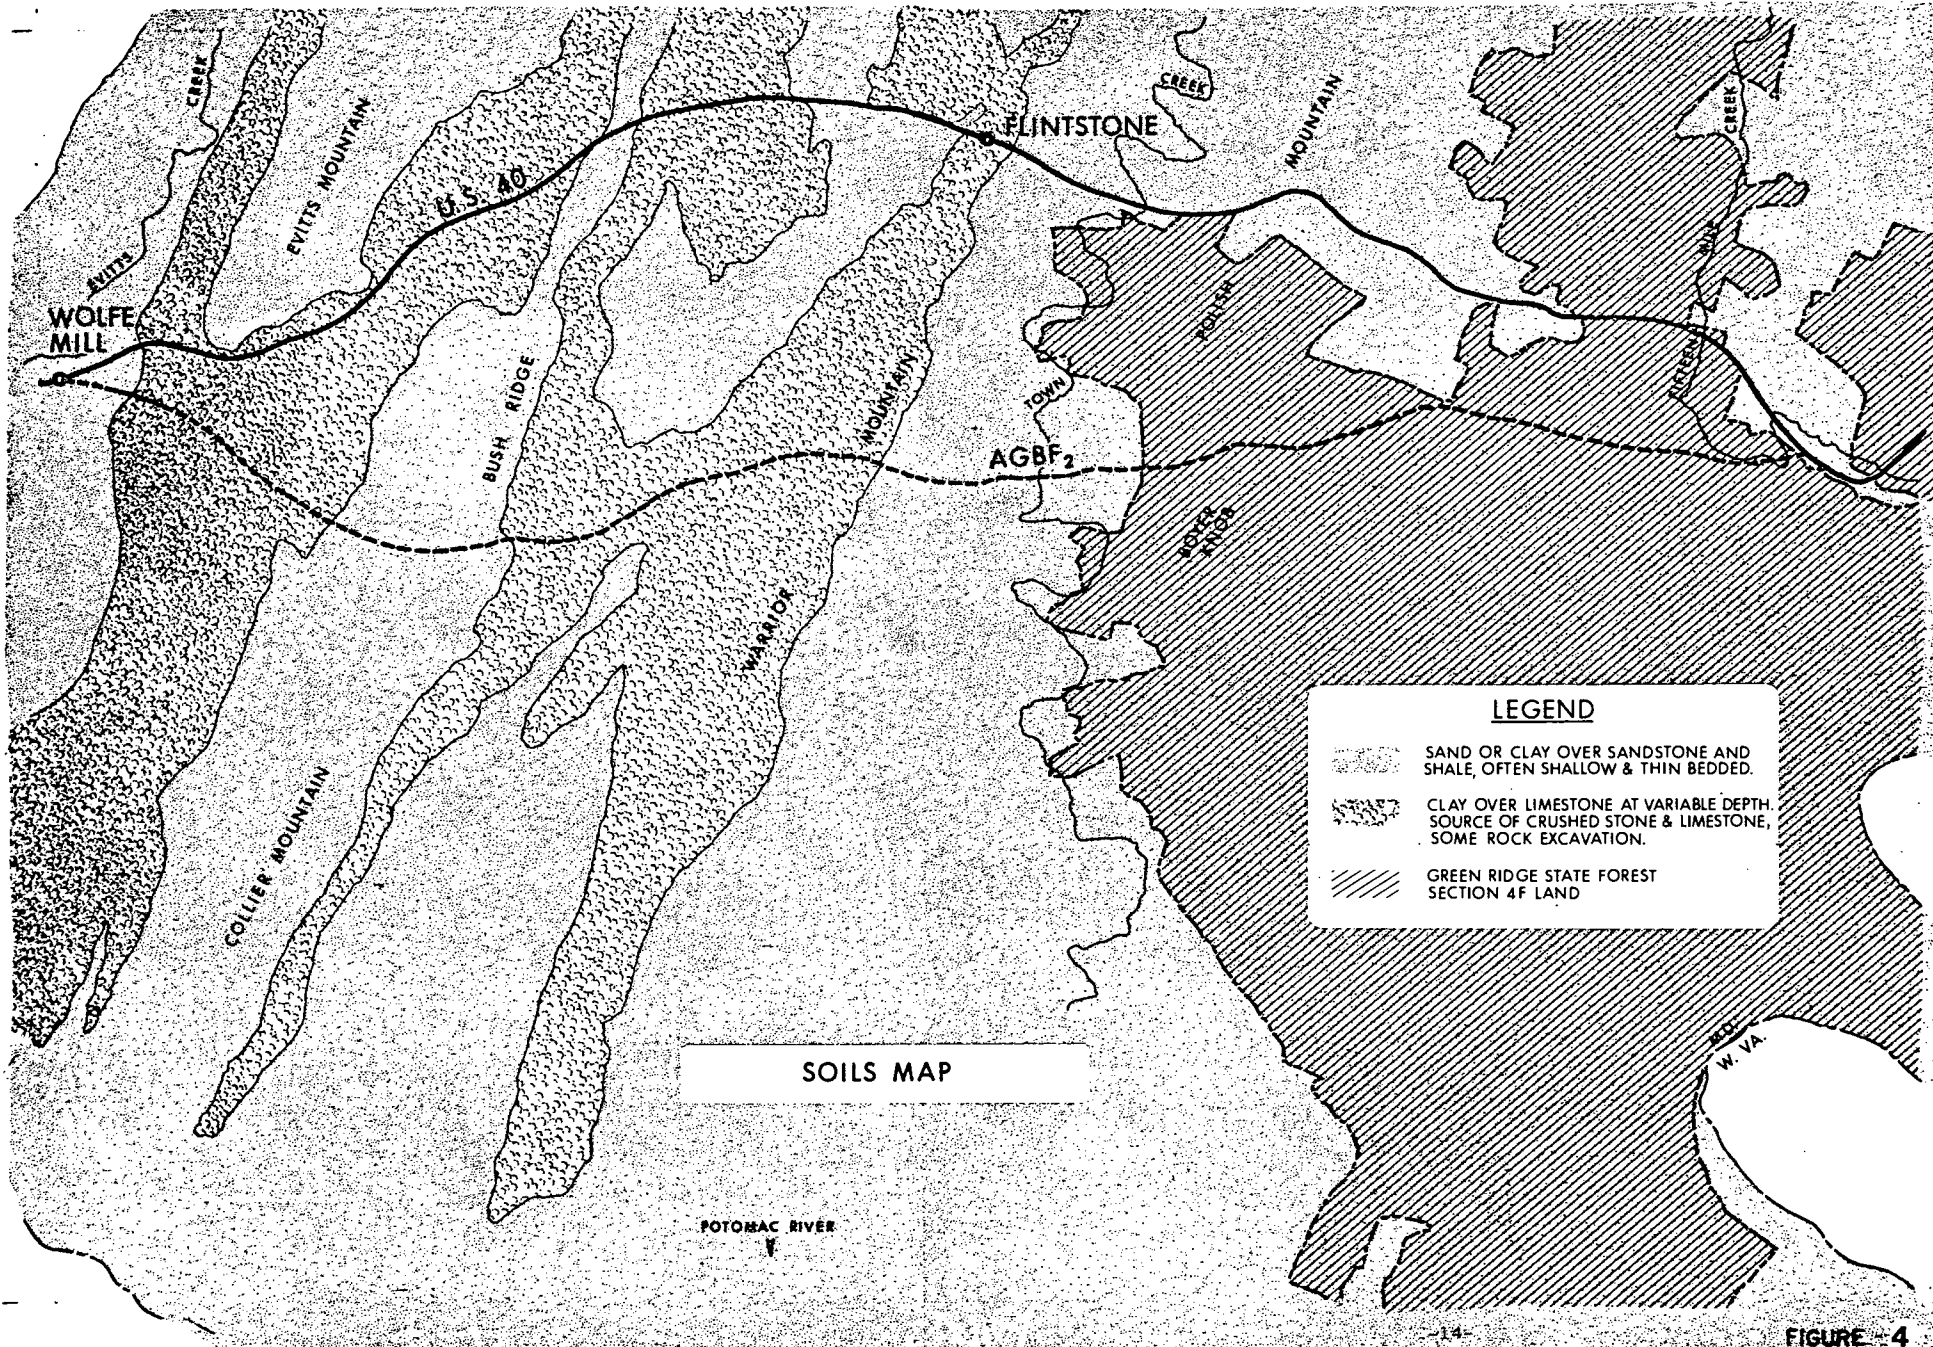 CREEK
EVITTS MOUNTAIN
U.S. 40
FLINTSTONE
CREEK
MOUNTAIN
CREEK
EVITTS
WOLFE
MILL
BUSH RIDGE
MOUNTAIN
WARRIOR
TOWN
AGBF2
POLISH
MILE
FIFTEEN
BOYER
KNOB
COLLIER MOUNTAIN
LEGEND
SAND OR CLAY OVER SANDSTONE AND
SHALE, OFTEN SHALLOW & THIN BEDDED.
CLAY OVER LIMESTONE AT VARIABLE DEPTH.
SOURCE OF CRUSHED STONE & LIMESTONE,
SOME ROCK EXCAVATION.
GREEN RIDGE STATE FOREST
SECTION 4F LAND
MD.
W. VA.
SOILS MAP
POTOMAC RIVER
-14-
FIGURE - 4